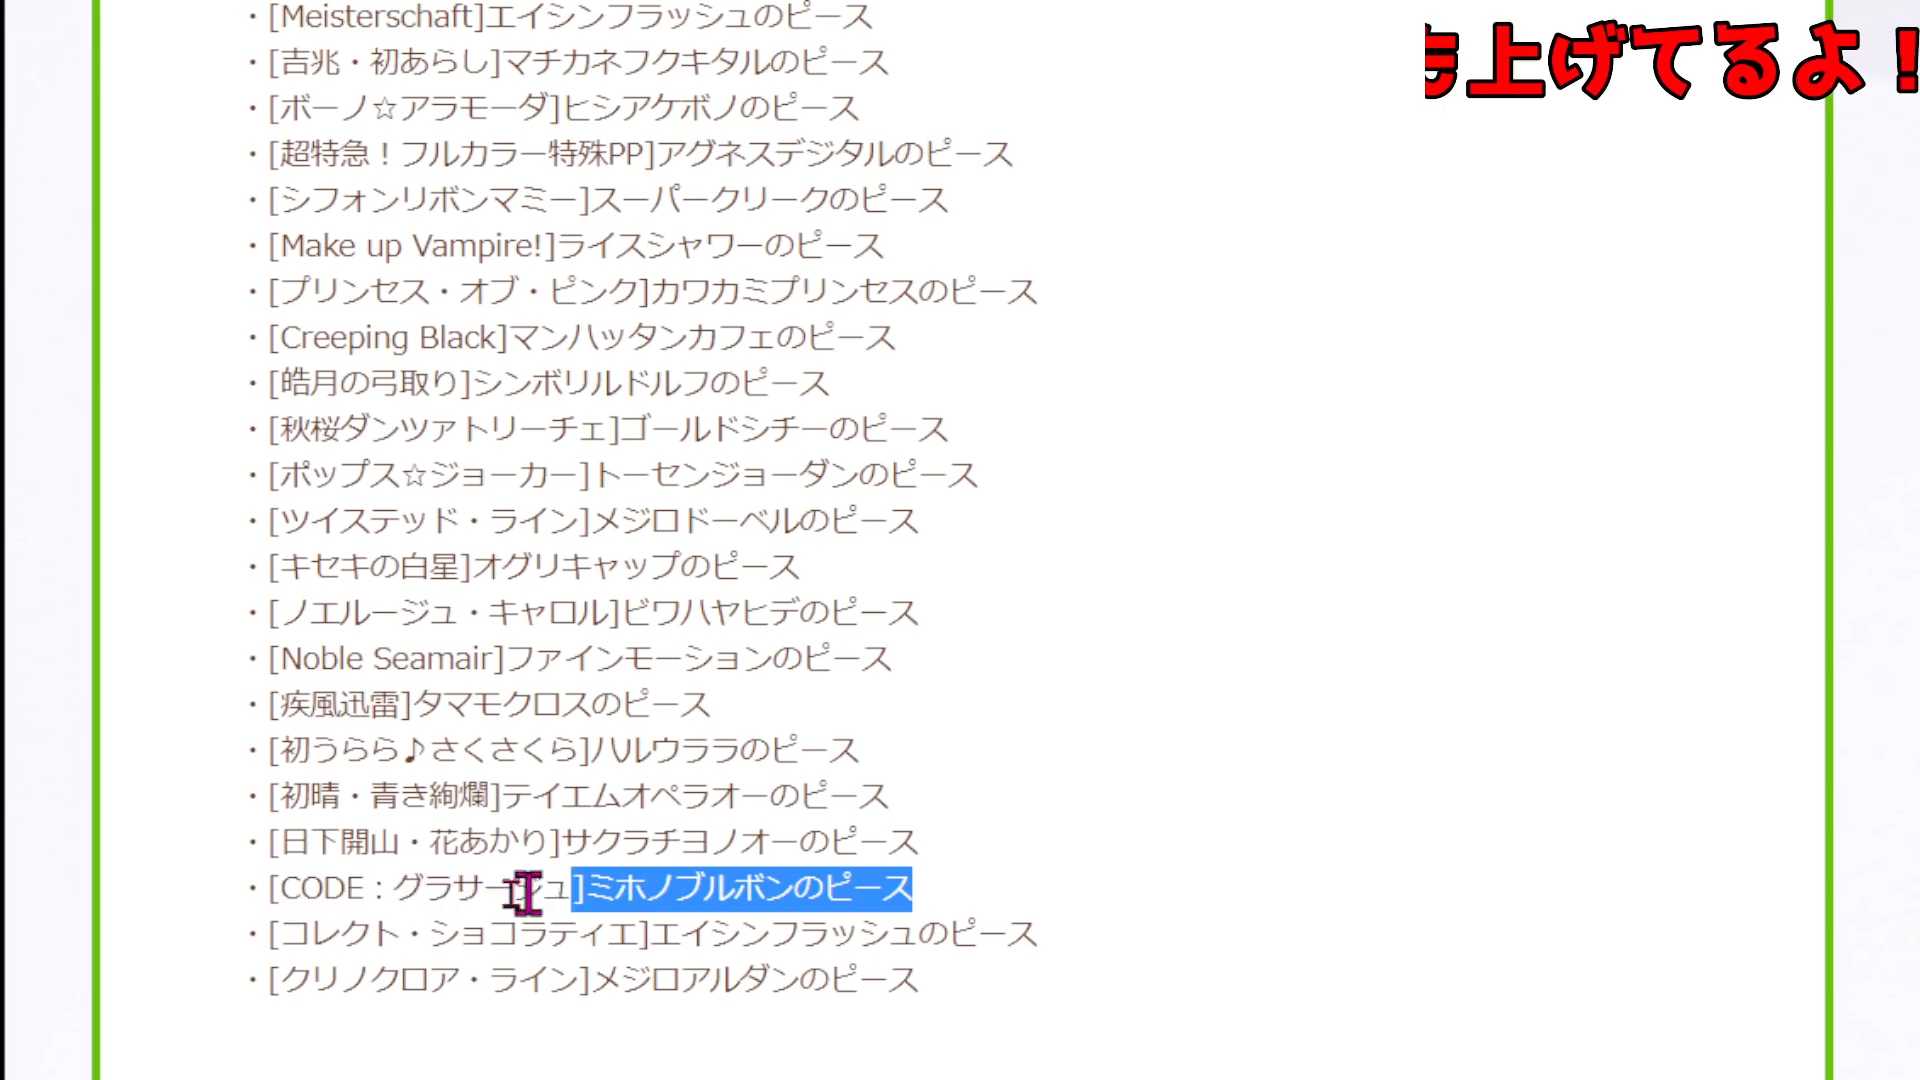 ・[Meisterschaft]エイシンフラッシュのピース
も上げてるよ！
・[吉兆・初あらし]マチカネフクキタルのピース
・[ボーノ☆アラモーダ]ヒシアケボノのピース
・[超特急！フルカラー特殊PP]アグネスデジタルのピース
・[シフォンリボンマミー]スーパークリークのピース
・[Make up Vampire!]ライスシャワーのピース
・[プリンセス・オブ・ピンク]カワカミプリンセスのピース
・[Creeping Black]マンハッタンカフェのピース
・[皓月の弓取り]シンボリルドルフのピース
・[秋桜ダンツァトリーチェ]ゴールドシチーのピース
・[ポップス☆ジョーカー]トーセンジョーダンのピース
・[ツイステッド・ライン]メジロドーベルのピース
・[キセキの白星]オグリキャップのピース
・[ノエルージュ・キャロル]ビワハヤヒデのピース
・[Noble Seamair]ファインモーションのピース
・[疾風迅雷]タマモクロスのピース
・[初うらら♪さくさくら]ハルウララのピース
・[初晴・青き絢爛]テイエムオペラオーのピース
・[日下開山・花あかり]サクラチヨノオーのピース
・[CODE：グラサージュ]ミホノブルボンのピース
・[コレクト・ショコラティエ]エイシンフラッシュのピース
・[クリノクロア・ライン]メジロアルダンのピース